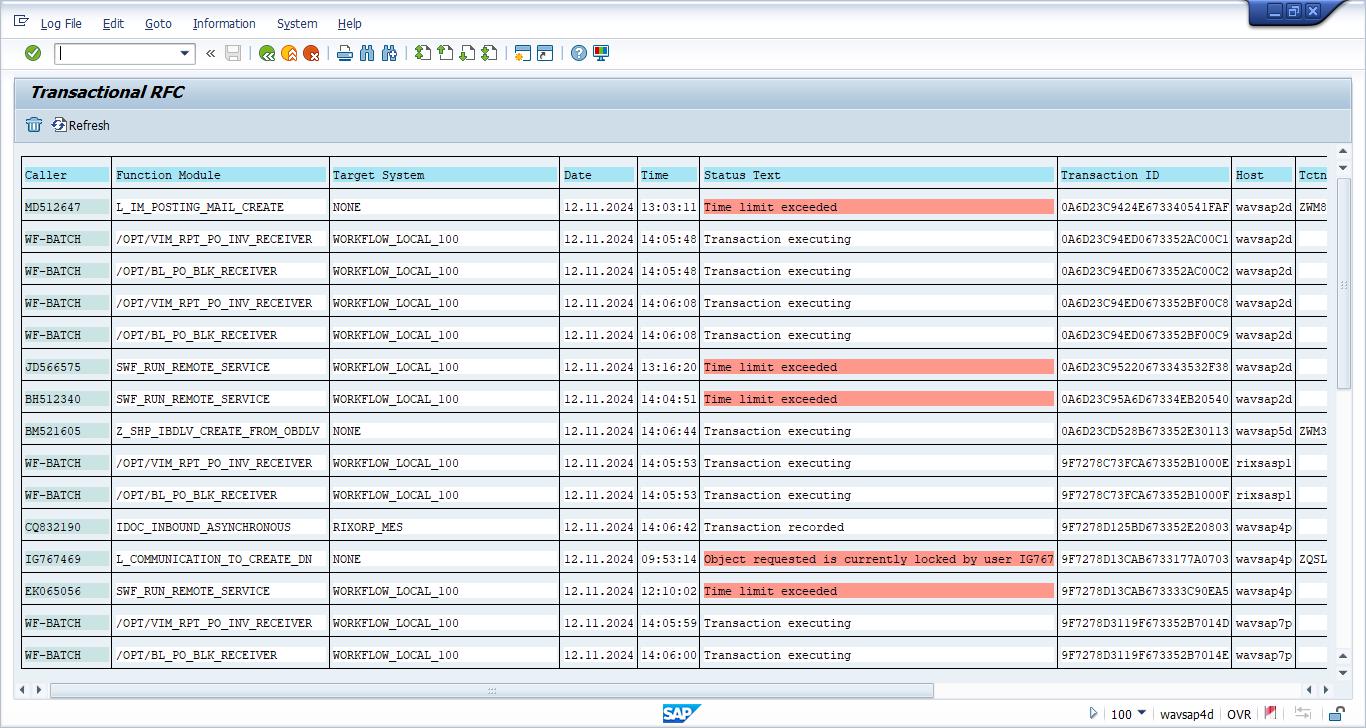 Log File Edit Goto Information System Help
Transactional RFC
Refresh
Caller Function Module Target System Date Time Status Text Transaction ID Host Tctn
MD512647 L_IM_POSTING_MAIL_CREATE NONE 12.11.2024 13:03:11 Time limit exceeded 0A6D23C9424E673340541FAF wavsap2d ZWM8
WF-BATCH /OPT/VIM_RPT_PO_INV_RECEIVER WORKFLOW_LOCAL_100 12.11.2024 14:05:48 Transaction executing 0A6D23C94ED0673352AC00C1 wavsap2d
WF-BATCH /OPT/BL_PO_BLK_RECEIVER WORKFLOW_LOCAL_100 12.11.2024 14:05:48 Transaction executing 0A6D23C94ED0673352AC00C2 wavsap2d
WF-BATCH /OPT/VIM_RPT_PO_INV_RECEIVER WORKFLOW_LOCAL_100 12.11.2024 14:06:08 Transaction executing 0A6D23C94ED0673352BF00C8 wavsap2d
WF-BATCH /OPT/BL_PO_BLK_RECEIVER WORKFLOW_LOCAL_100 12.11.2024 14:06:08 Transaction executing 0A6D23C94ED0673352BF00C9 wavsap2d
JD566575 SWF_RUN_REMOTE_SERVICE WORKFLOW_LOCAL_100 12.11.2024 13:16:20 Time limit exceeded 0A6D23C95220673343532F38 wavsap2d
BH512340 SWF_RUN_REMOTE_SERVICE WORKFLOW_LOCAL_100 12.11.2024 14:04:51 Time limit exceeded 0A6D23C95A6D67334EB20540 wavsap2d
BM521605 Z_SHP_IBDLV_CREATE_FROM_OBDLV NONE 12.11.2024 14:06:44 Transaction executing 0A6D23CD528B673352E30113 wavsap5d ZWM3
WF-BATCH /OPT/VIM_RPT_PO_INV_RECEIVER WORKFLOW_LOCAL_100 12.11.2024 14:05:53 Transaction executing 9F7278C73FCA673352B1000E rixsasp1
WF-BATCH /OPT/BL_PO_BLK_RECEIVER WORKFLOW_LOCAL_100 12.11.2024 14:05:53 Transaction executing 9F7278C73FCA673352B1000F rixsasp1
CQ832190 IDOC_INBOUND_ASYNCHRONOUS RIXORP_MES 12.11.2024 14:06:42 Transaction recorded 9F7278D125BD673352E20803 wavsap4p
IG767469 L_COMMUNICATION_TO_CREATE_DN NONE 12.11.2024 09:53:14 Object requested is currently locked by user IG767 9F7278D13CAB6733177A0703 wavsap4p ZQSL
EK065056 SWF_RUN_REMOTE_SERVICE WORKFLOW_LOCAL_100 12.11.2024 12:10:02 Time limit exceeded 9F7278D13CAB673333C90EA5 wavsap4p
WF-BATCH /OPT/VIM_RPT_PO_INV_RECEIVER WORKFLOW_LOCAL_100 12.11.2024 14:05:59 Transaction executing 9F7278D3119F673352B7014D wavsap7p
WF-BATCH /OPT/BL_PO_BLK_RECEIVER WORKFLOW_LOCAL_100 12.11.2024 14:06:00 Transaction executing 9F7278D3119F673352B7014E wavsap7p
SAP 100 wavsap4d OVR